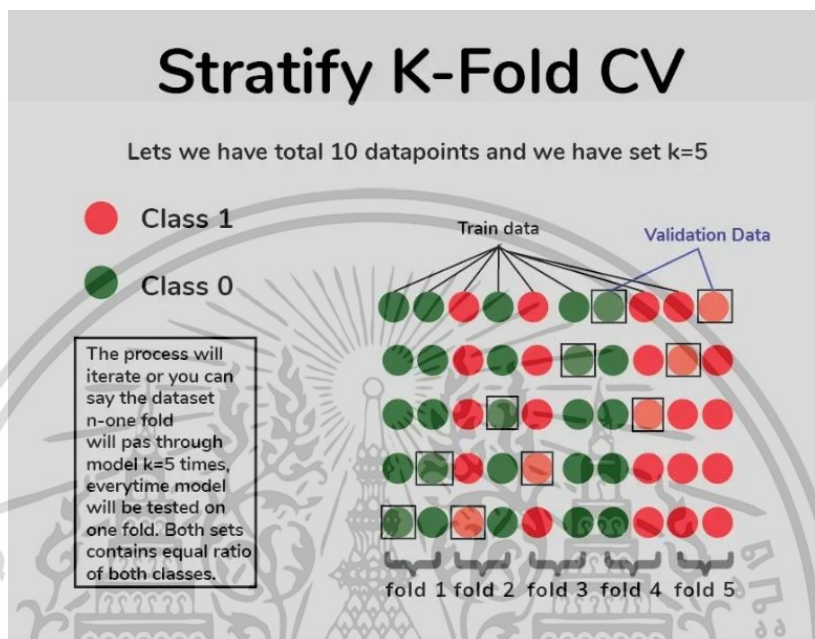 Stratify K-Fold CV
Lets we have total 10 datapoints and we have set k=5
Class 1
Class 0
Train data
Validation Data
The process will
iterate or you can
say the dataset
n-one fold
will pas through
model k=5 times,
everytime model
will be tested on
one fold. Both sets
contains equal ratio
of both classes.
fold 1 fold 2 fold 3 fold 4 fold 5